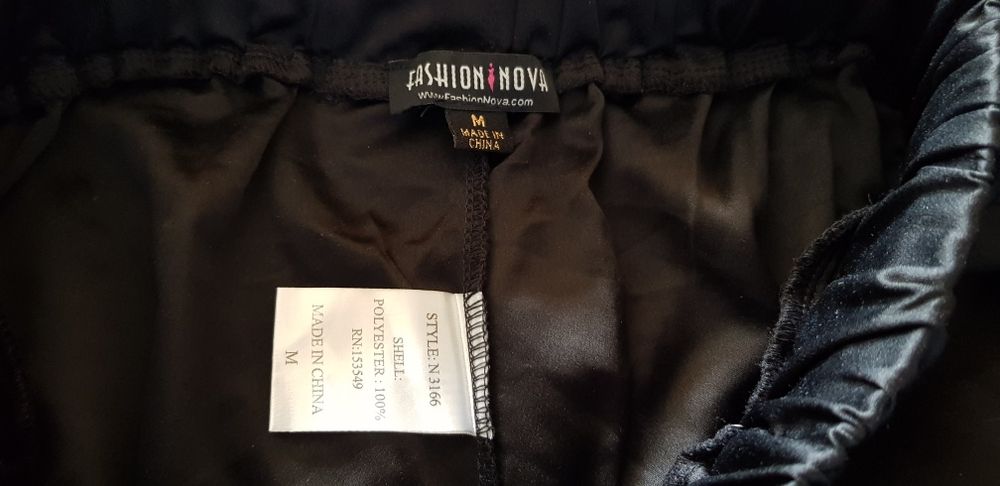 FASHION NOVA
www.FashionNova.com
M
MADE IN
CHINA
STYLE: N 3166
SHELL:
POLYESTER : 100%
RN:153549
MADE IN CHINA
M